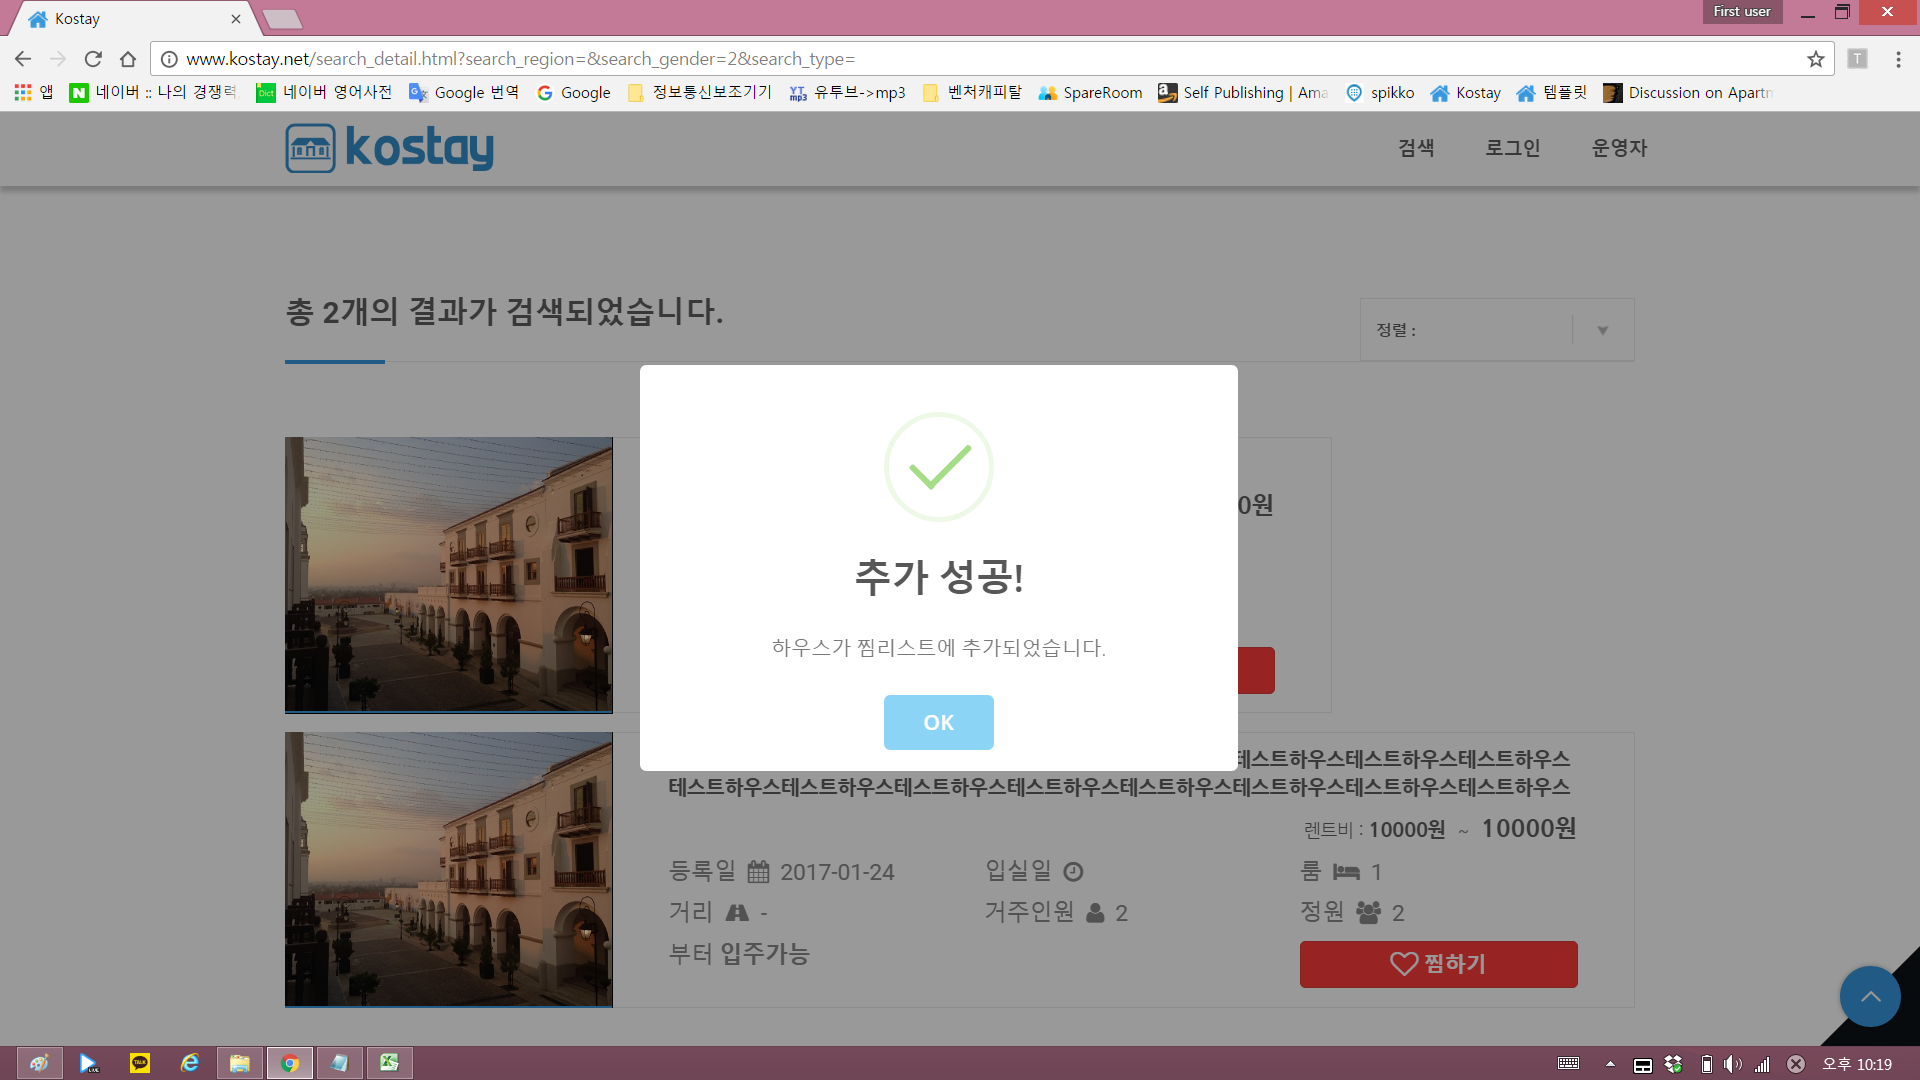 Kostay
First user
www.kostay.net/search_detail.html?search_region=&search_gender=2&search_type=
T
앱 네이버 :: 나의 경쟁력 네이버 영어사전 Google 번역 Google 정보통신보조기기 유투브->mp3 벤처캐피탈 SpareRoom Self Publishing | Ama spikko Kostay 템플릿 Discussion on Apartm
kostay 검색 로그인 운영자
총 2개의 결과가 검색되었습니다.
정렬 :
0원
추가 성공!
하우스가 찜리스트에 추가되었습니다.
OK
테스트하우스테스트하우스테스트하우스
테스트하우스테스트하우스테스트하우스테스트하우스테스트하우스테스트하우스테스트하우스테스트하우스
렌트비 : 10000원 ~ 10000원
등록일 2017-01-24 입실일 룸 1
거리 - 거주인원 2 정원 2
부터 입주가능
찜하기
오후 10:19